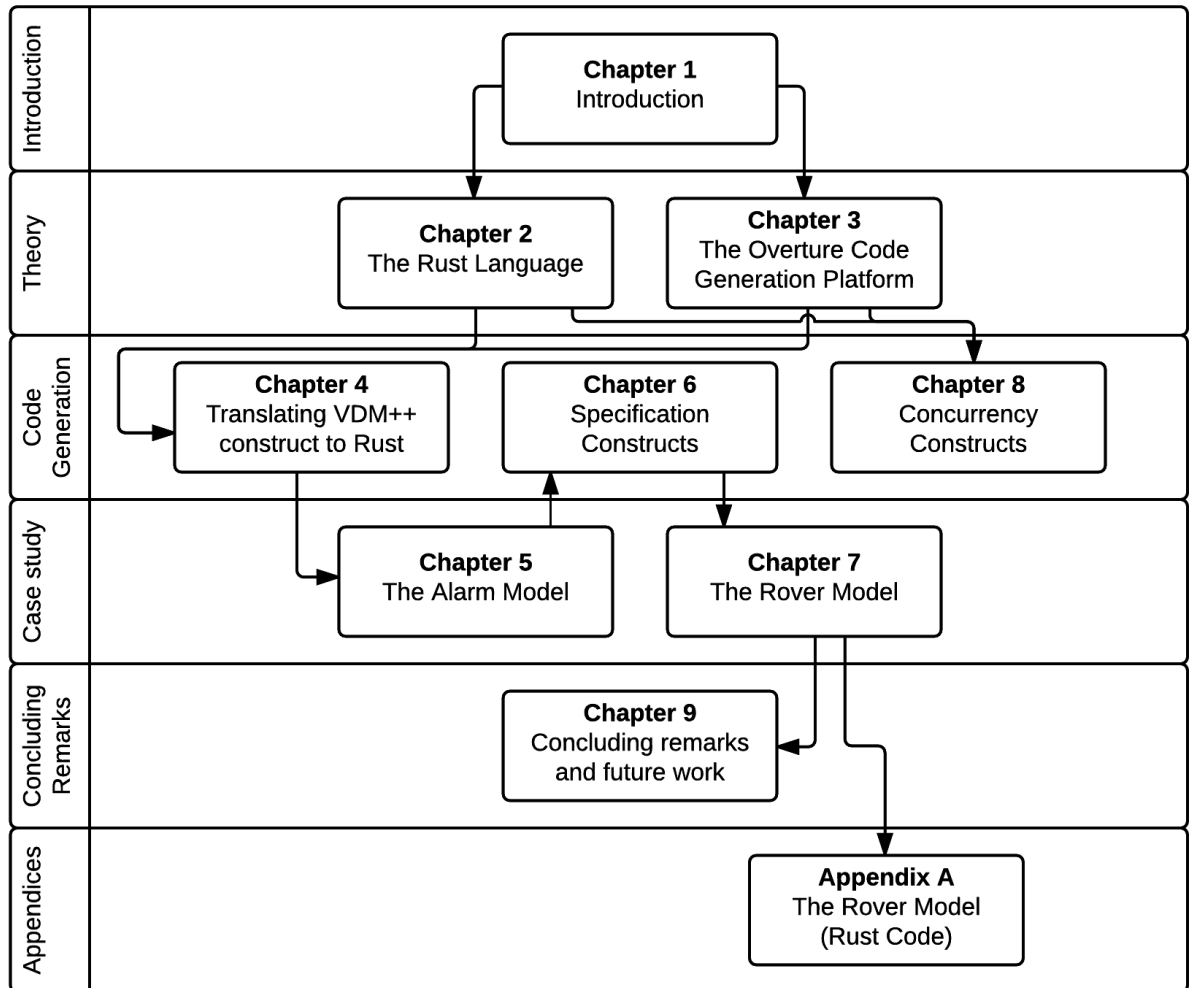 Introduction
Chapter 1
Introduction
Theory
Chapter 2
The Rust Language
Chapter 3
The Overture Code
Generation Platform
Code
Generation
Chapter 4
Translating VDM++
construct to Rust
Chapter 6
Specification
Constructs
Chapter 8
Concurrency
Constructs
Case study
Chapter 5
The Alarm Model
Chapter 7
The Rover Model
Concluding
Remarks
Chapter 9
Concluding remarks
and future work
Appendices
Appendix A
The Rover Model
(Rust Code)